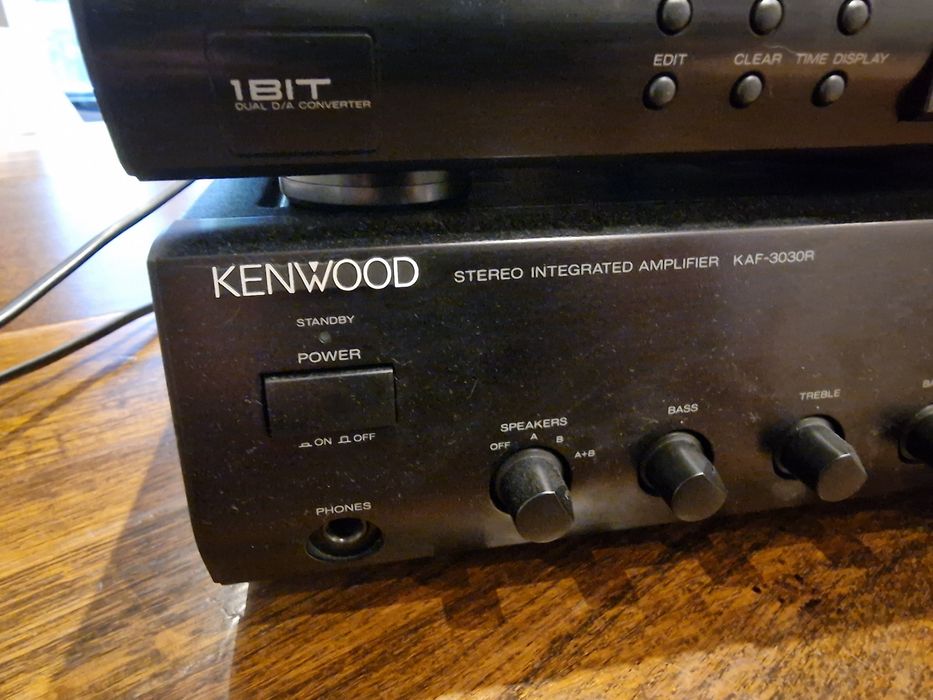 EDIT CLEAR TIME DISPLAY
1BIT
DUAL D/A CONVERTER
KENWOOD STEREO INTEGRATED AMPLIFIER KAF-3030R
STANDBY
POWER
ON OFF
SPEAKERS
OFF A B A+B
BASS
TREBLE
PHONES